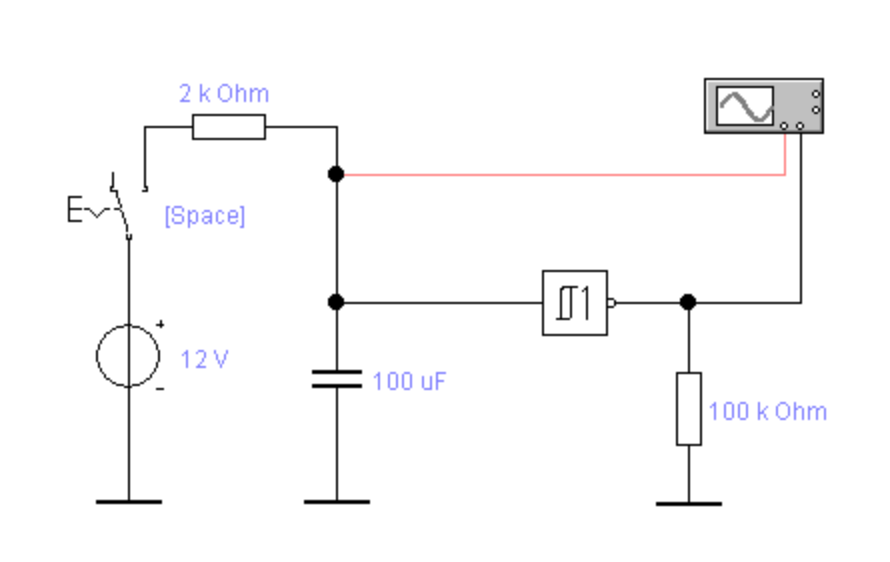 2 k Ohm
[Space]
E
+
12 V
-
1
100 uF
100 k Ohm